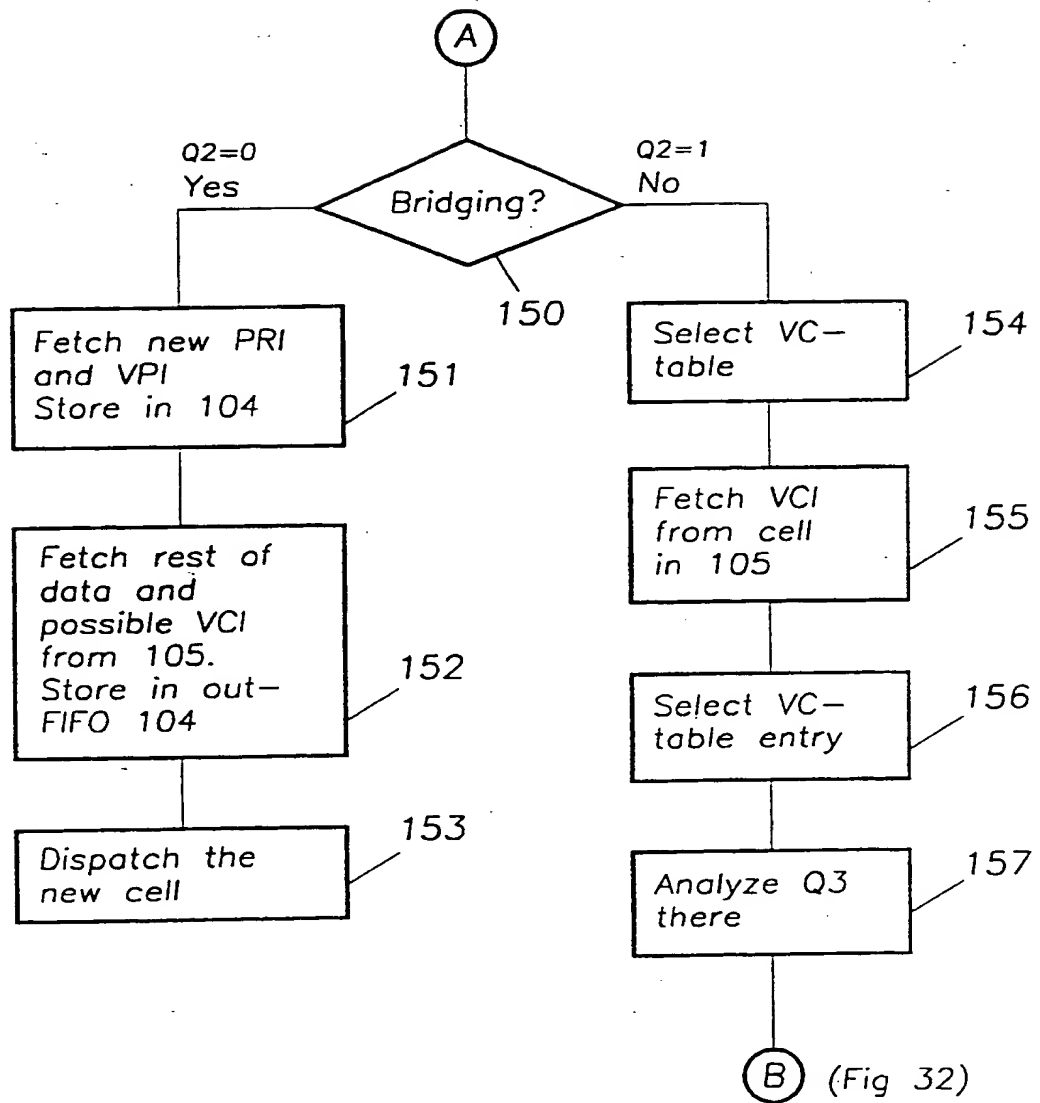 A
Q2=0
Yes
Bridging?
Q2=1
No
150
Fetch new PRI
and VPI
Store in 104
151
Fetch rest of
data and
possible VCI
from 105.
Store in out-
FIFO 104
152
Dispatch the
new cell
153
Select VC-
table
154
Fetch VCI
from cell
in 105
155
Select VC-
table entry
156
Analyze Q3
there
157
B (Fig 32)